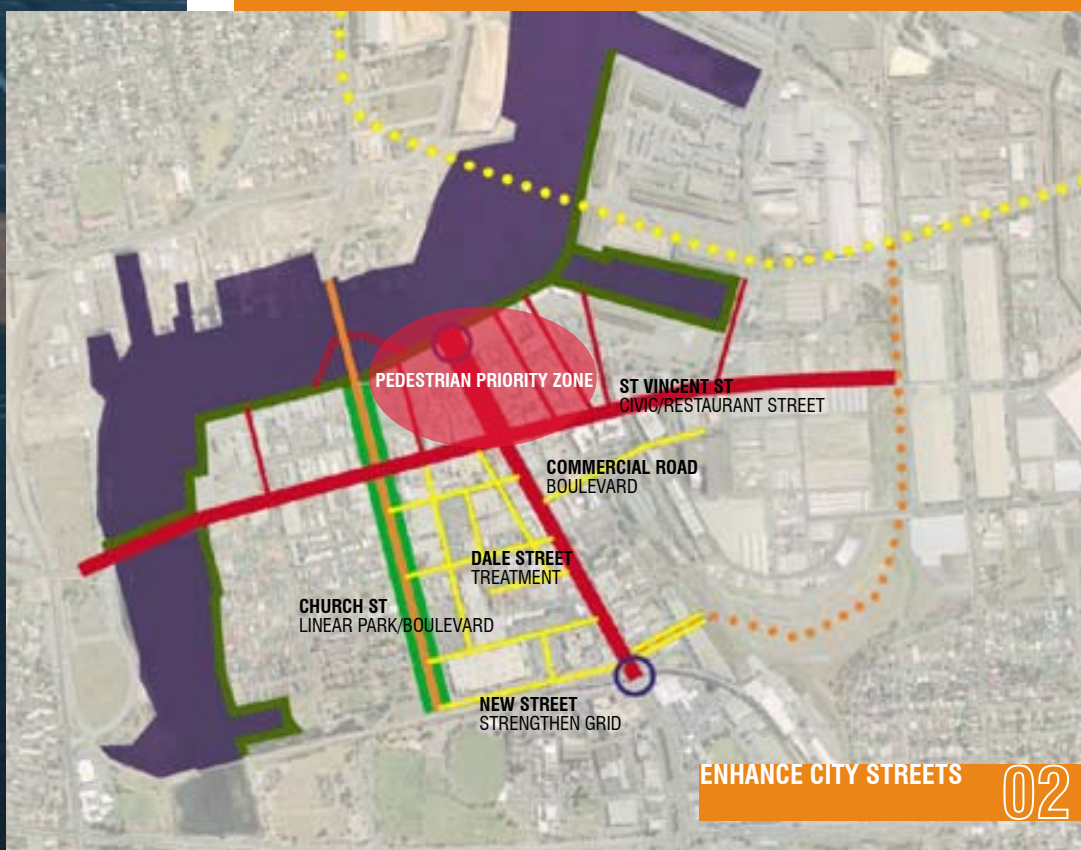 PEDESTRIAN PRIORITY ZONE
ST VINCENT ST
CIVIC/RESTAURANT STREET
COMMERCIAL ROAD
BOULEVARD
DALE STREET
TREATMENT
CHURCH ST
LINEAR PARK/BOULEVARD
NEW STREET
STRENGTHEN GRID
ENHANCE CITY STREETS 02